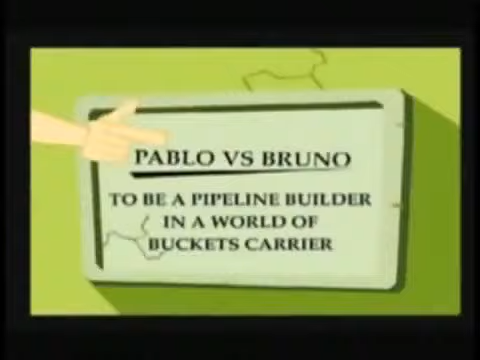 PABLO VS BRUNO
TO BE A PIPELINE BUILDER
IN A WORLD OF
BUCKETS CARRIER